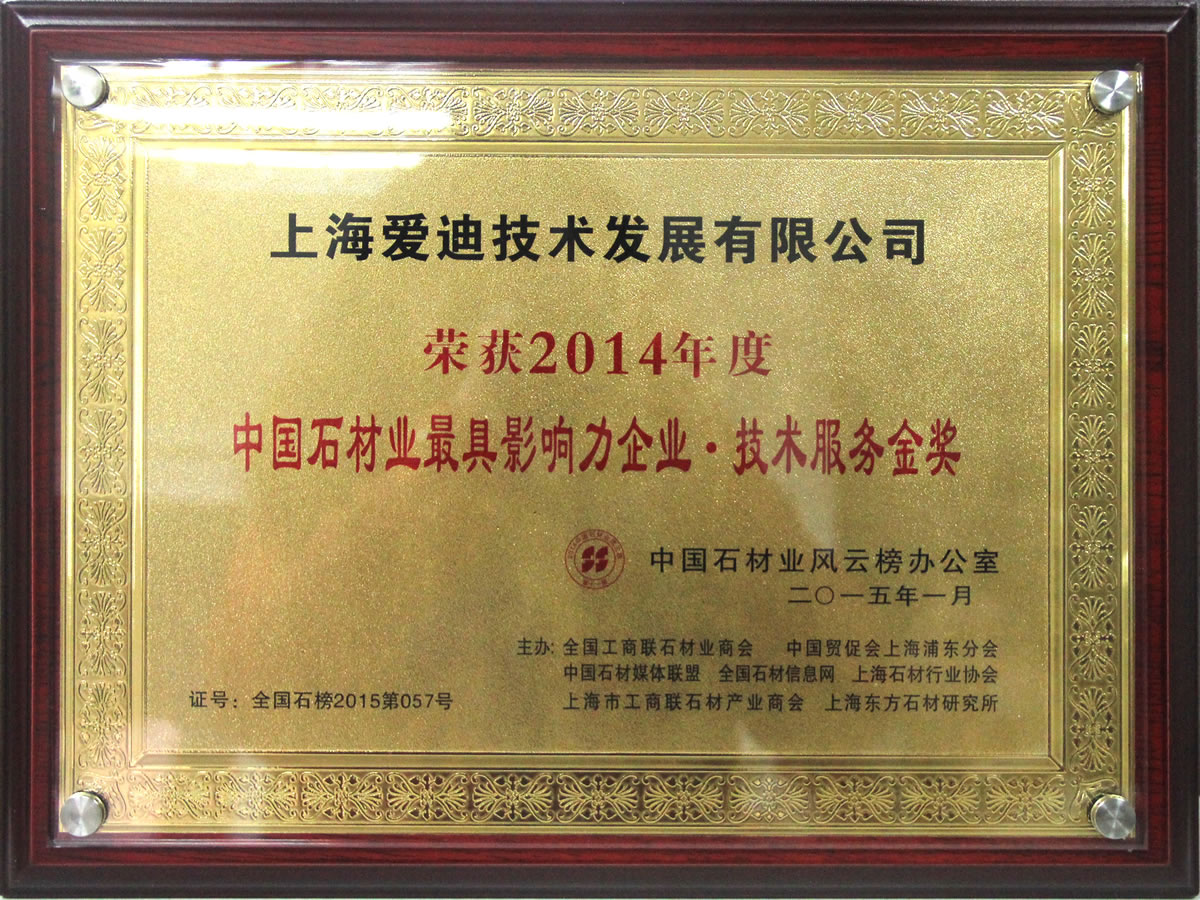 上海爱迪技术发展有限公司
荣获2014年度
中国石材业最具影响力企业·技术服务金奖
中国石材业风云榜办公室
二〇一五年一月
主办: 全国工商联石材业商会 中国贸促会上海浦东分会
中国石材媒体联盟 全国石材信息网 上海石材行业协会
上海市工商联石材产业商会 上海东方石材研究所
证号：全国石榜2015第057号